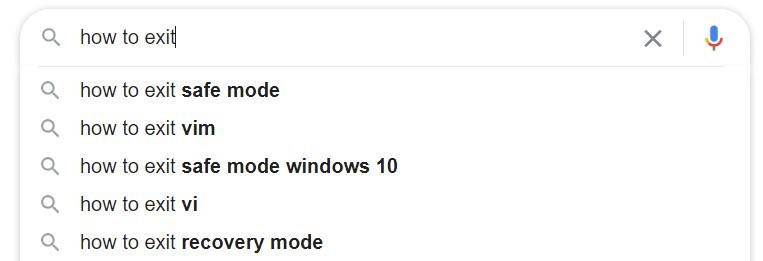 how to exit
how to exit safe mode
how to exit vim
how to exit safe mode windows 10
how to exit vi
how to exit recovery mode